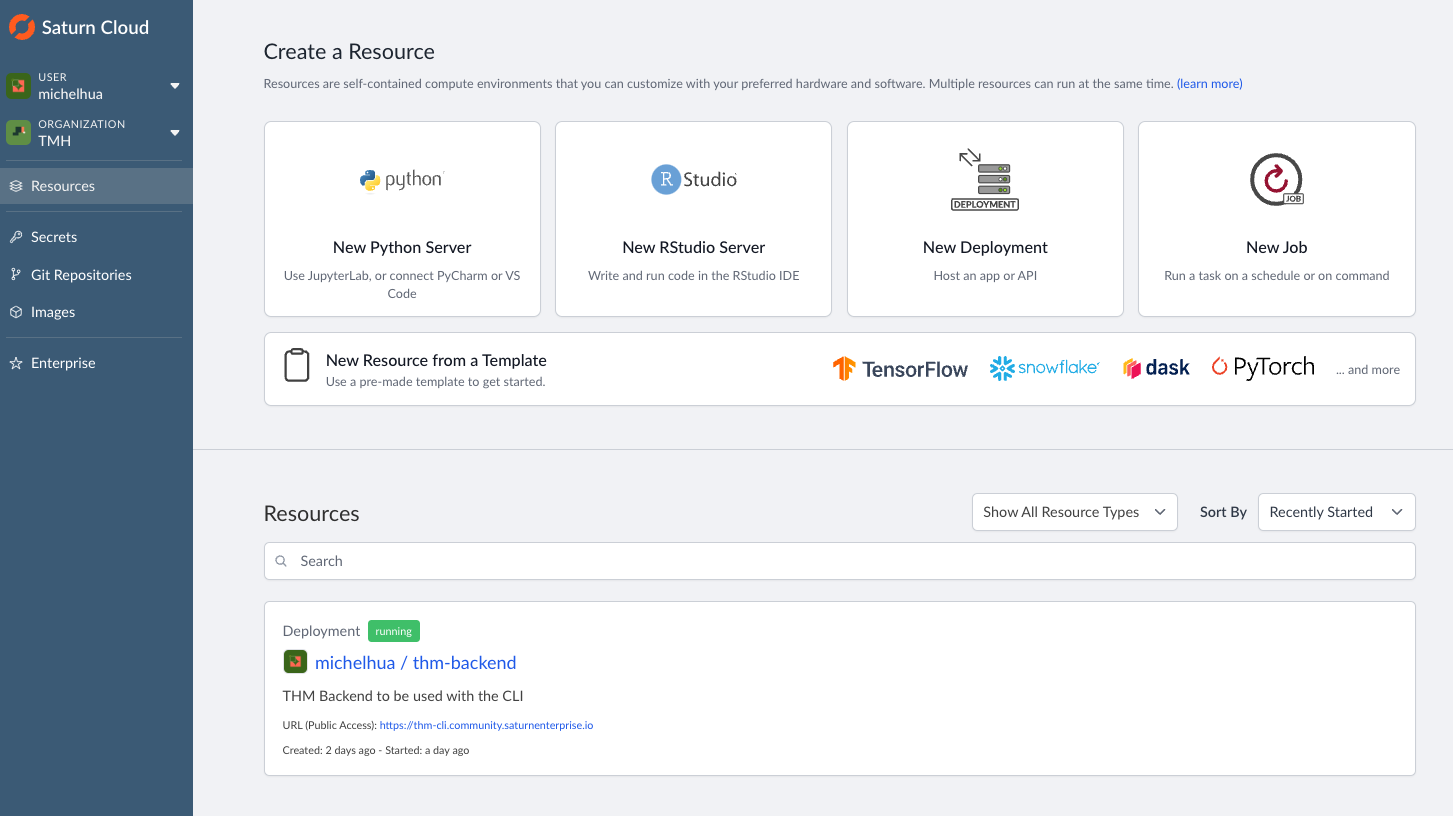 Saturn Cloud
USER
michelhua
ORGANIZATION
TMH
Resources
Secrets
Git Repositories
Images
Enterprise
Create a Resource
Resources are self-contained compute environments that you can customize with your preferred hardware and software. Multiple resources can run at the same time. (learn more)
python
New Python Server
Use JupyterLab, or connect PyCharm or VS
Code
R Studio
New RStudio Server
Write and run code in the RStudio IDE
DEPLOYMENT
New Deployment
Host an app or API
JOB
New Job
Run a task on a schedule or on command
New Resource from a Template
Use a pre-made template to get started.
TensorFlow
snowflake
dask
PyTorch
... and more
Resources
Show All Resource Types
Sort By
Recently Started
Search
Deployment
running
michelhua / thm-backend
THM Backend to be used with the CLI
URL (Public Access): https://thm-cli.community.saturnenterprise.io
Created: 2 days ago - Started: a day ago